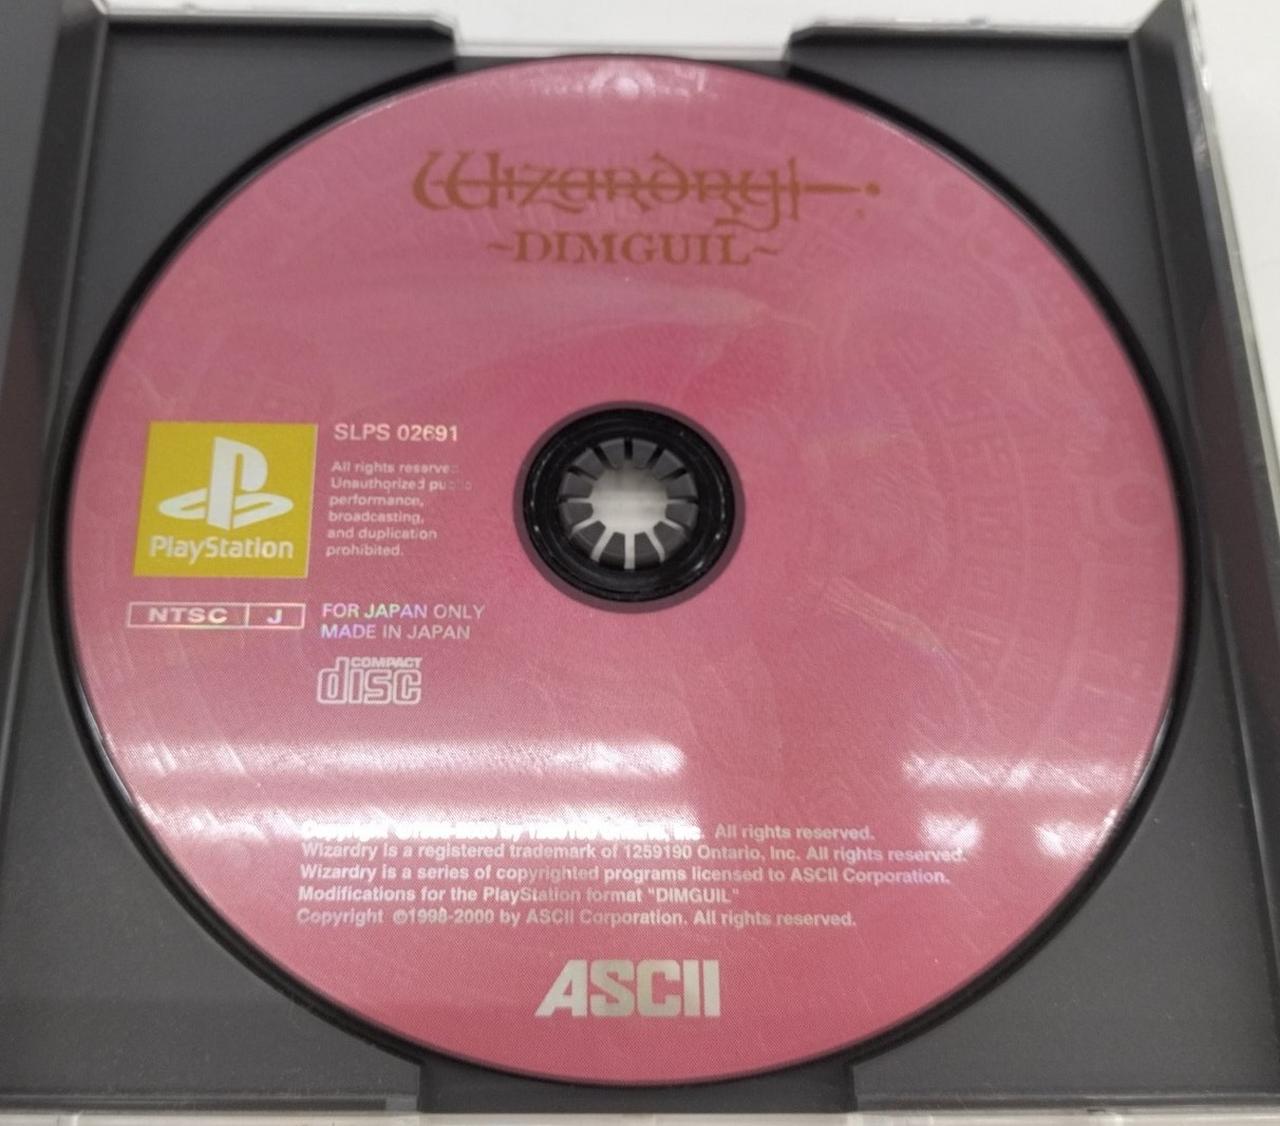 Wizardry
~DIMGUIL~
SLPS 02691
All rights reserve
Unauthorized
performance,
broadcasting,
and duplication
prohibited.
PlayStation
NTSC J
FOR JAPAN ONLY
MADE IN JAPAN
COMPACT
disc
Copyright by Inc. All rights reserved.
Wizardry is a registered trademark of 1259190 Ontario, Inc. All rights reserved.
Wizardry is a series of copyrighted programs licensed to ASCII Corporation.
Modifications for the PlayStation format "DIMGUIL"
Copyright ©1998-2000 by ASCII Corporation. All rights reserved.
ASCII